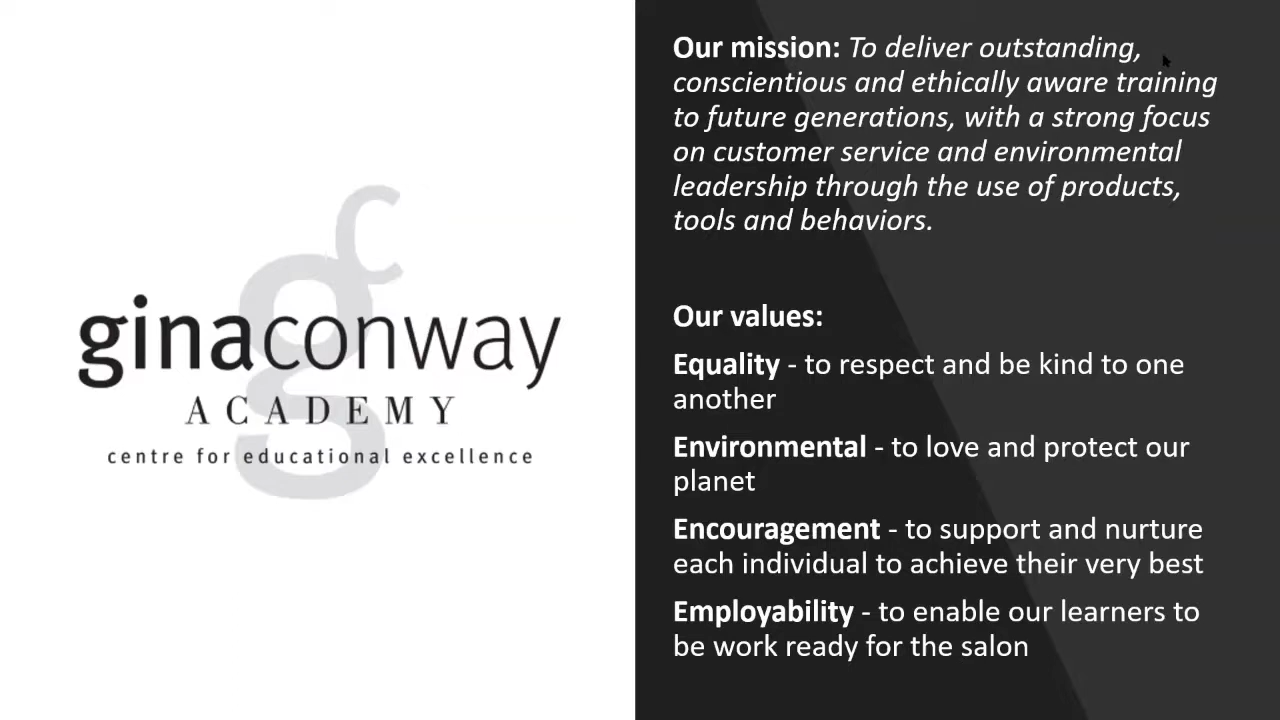 gc
ginaconway
ACADEMY
centre for educational excellence
Our mission: To deliver outstanding,
conscientious and ethically aware training
to future generations, with a strong focus
on customer service and environmental
leadership through the use of products,
tools and behaviors.
Our values:
Equality - to respect and be kind to one
another
Environmental - to love and protect our
planet
Encouragement - to support and nurture
each individual to achieve their very best
Employability - to enable our learners to
be work ready for the salon